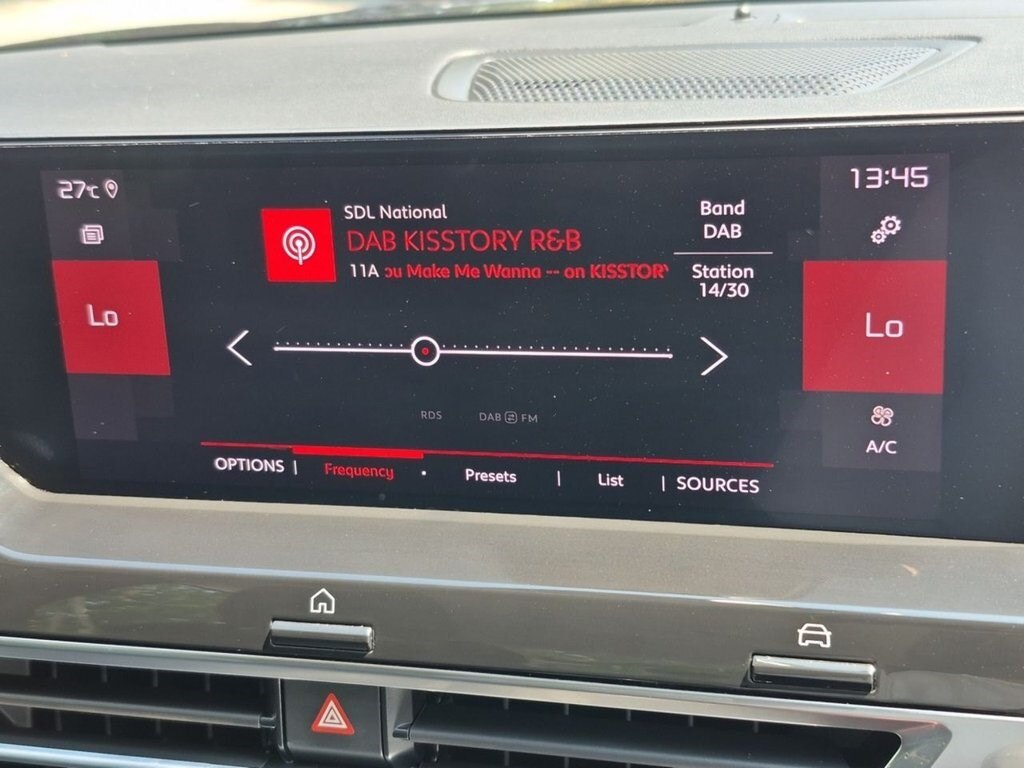 27°C
13:45
SDL National
DAB KISSTORY R&B
11A ou Make Me Wanna -- on KISSTORY
Band
DAB
Station
14/30
Lo
Lo
RDS
DAB FM
A/C
OPTIONS | Frequency • Presets | List | SOURCES